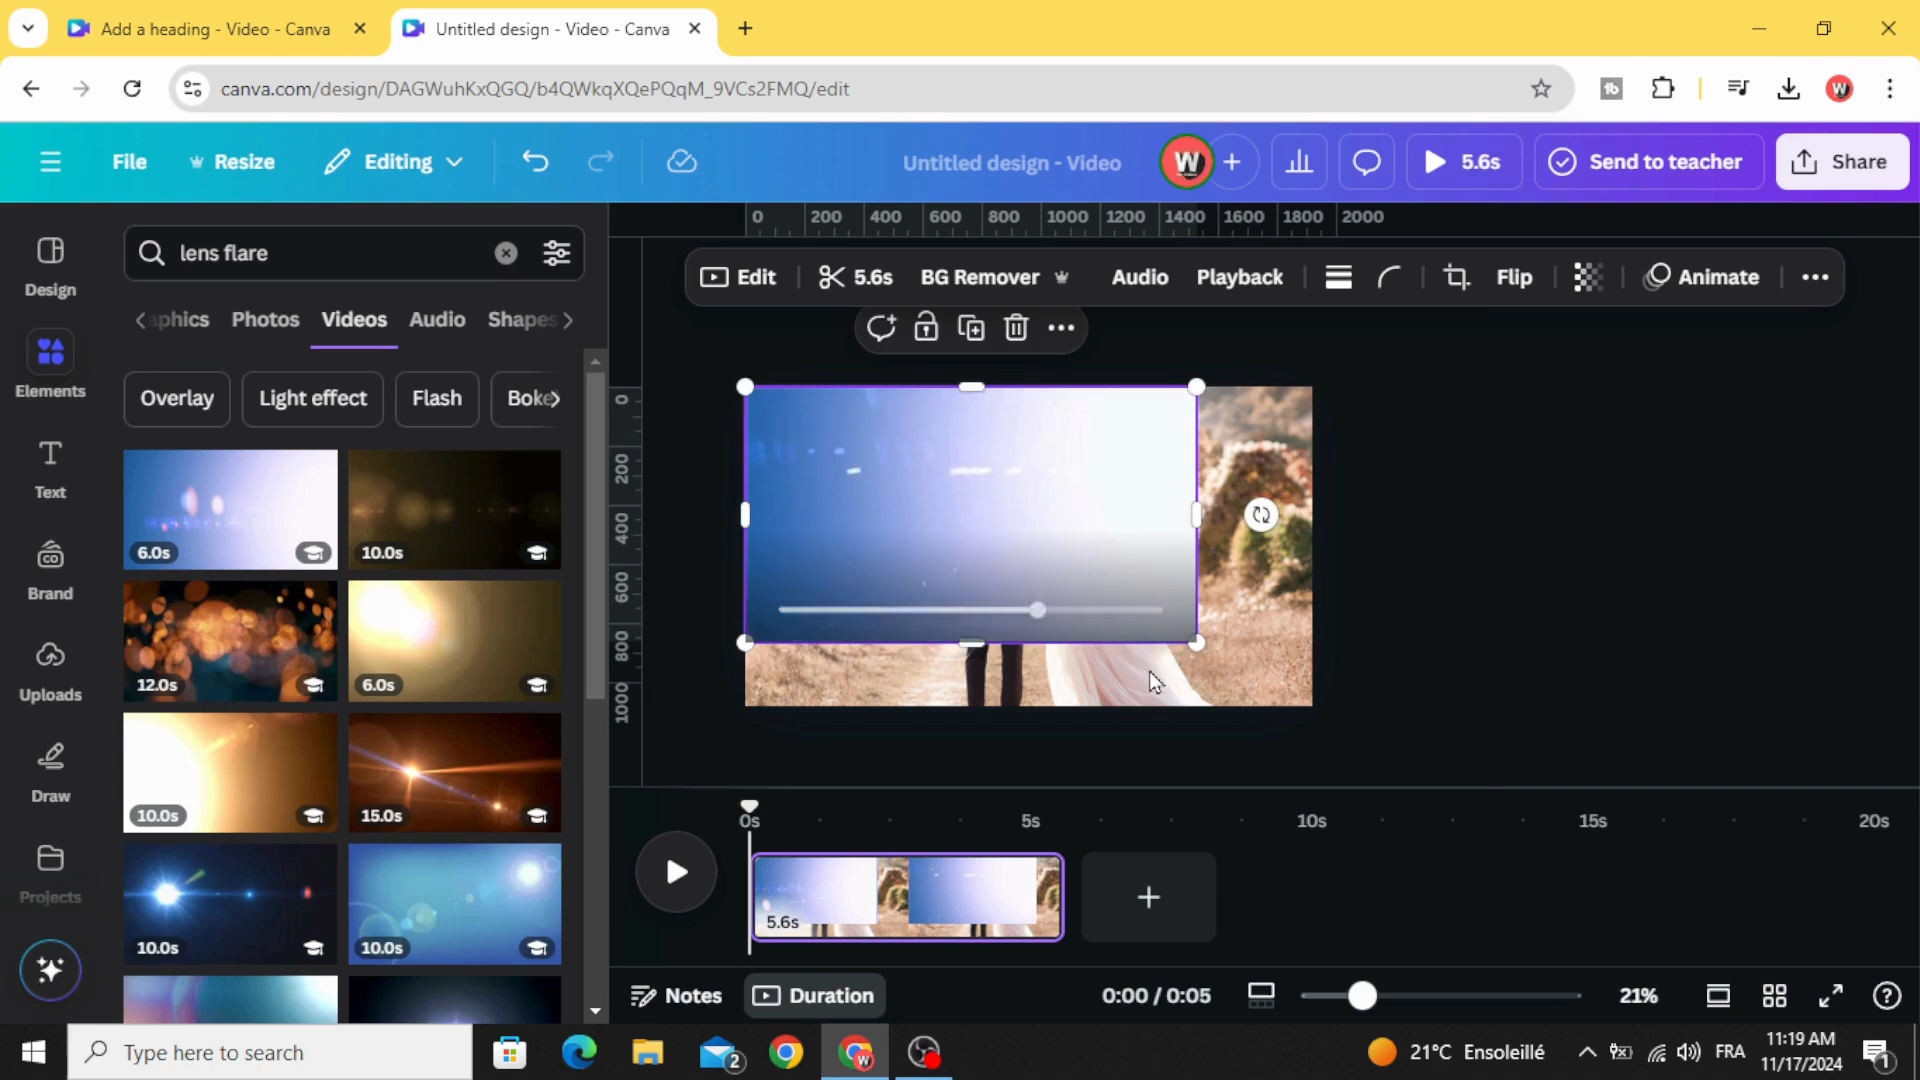 Add a heading - Video - Canva
Untitled design - Video - Canva
canva.com/design/DAGWuhKxQGQ/b4QWkqXQePQqM_9VCs2FMQ/edit
File
Resize
Editing
Untitled design - Video
W
5.6s
Send to teacher
Share
Design
Elements
Text
Brand
Uploads
Draw
Projects
lens flare
aphics
Photos
Videos
Audio
Shapes
Overlay
Light effect
Flash
Boke
6.0s
10.0s
12.0s
6.0s
10.0s
15.0s
10.0s
10.0s
0 200 400 600 800 1000 1200 1400 1600 1800 2000
Edit
5.6s
BG Remover
Audio
Playback
Flip
Animate
0
200
400
600
800
1000
0s
5s
10s
15s
20s
5.6s
Notes
Duration
0:00 / 0:05
21%
Type here to search
2
21°C Ensoleillé
FRA
11:19 AM
11/17/2024
1